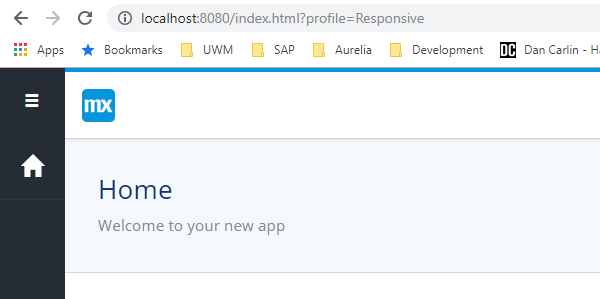 localhost:8080/index.html?profile=Responsive
Apps Bookmarks UWM SAP Aurelia Development DC Dan Carlin - Ha
mx
Home
Welcome to your new app